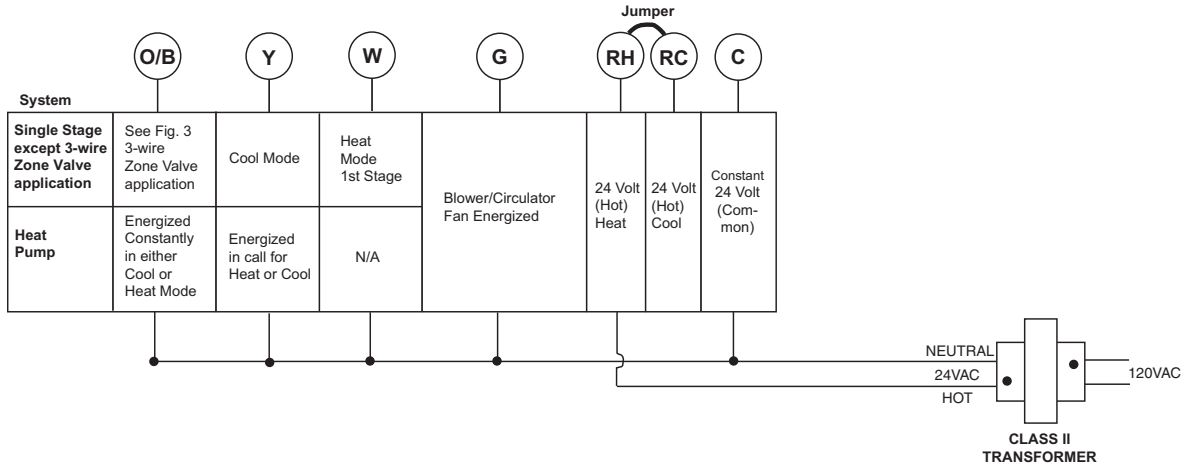 Jumper
O/B
Y
W
G
RH
RC
C
System
Single Stage
except 3-wire
Zone Valve
application
See Fig. 3
3-wire
Zone Valve
application
Cool Mode
Heat
Mode
1st Stage
Blower/Circulator
Fan Energized
24 Volt
(Hot)
Heat
24 Volt
(Hot)
Cool
Constant
24 Volt
(Com-
mon)
Heat
Pump
Energized
Constantly
in either
Cool or
Heat Mode
Energized
in call for
Heat or Cool
N/A
NEUTRAL
24VAC
HOT
120VAC
CLASS II
TRANSFORMER